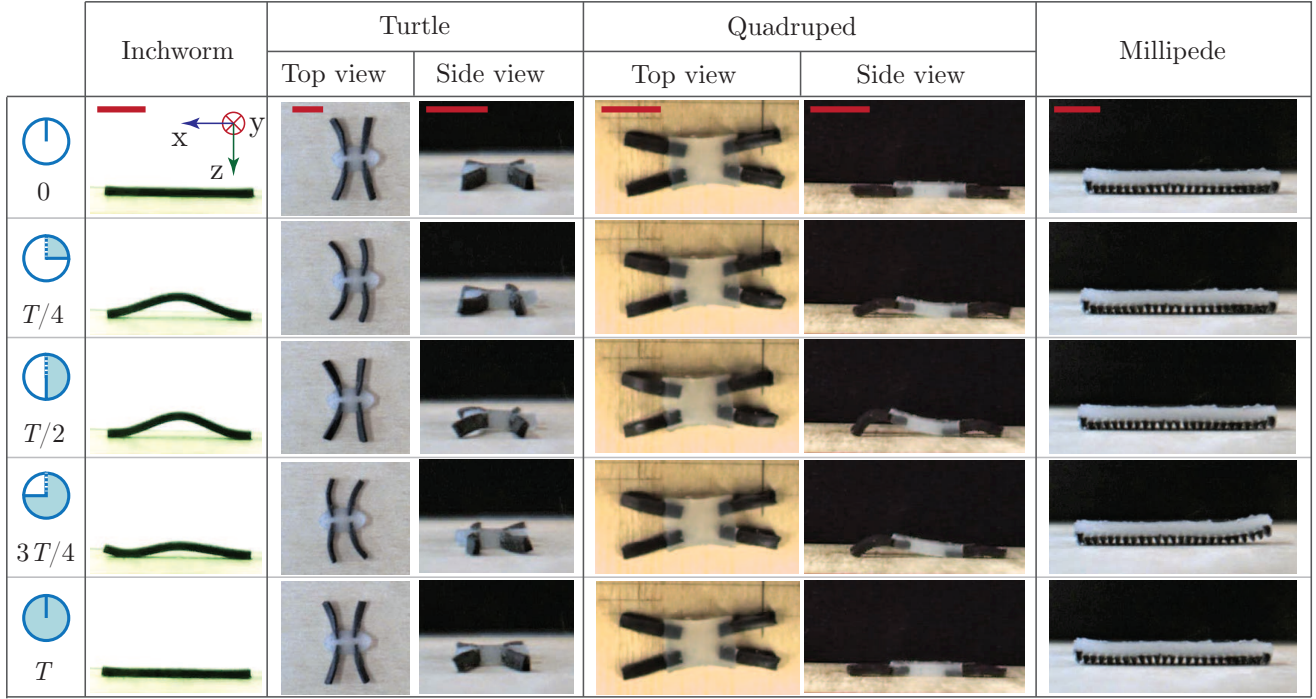 Inchworm
Turtle
Quadruped
Millipede
Top view
Side view
Top view
Side view
x
y
z
0
T/4
T/2
3T/4
T